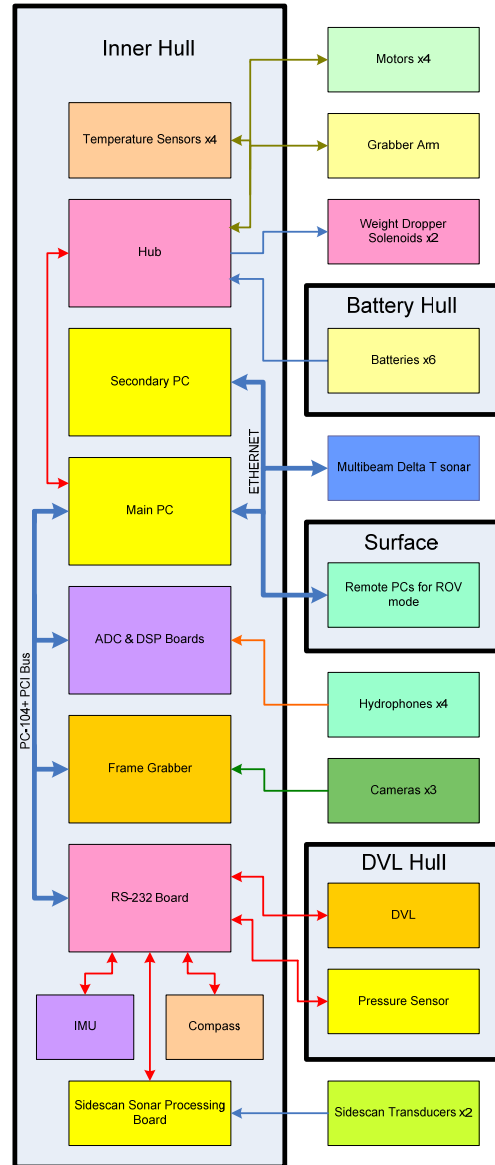 Inner Hull
Motors x4
Temperature Sensors x4
Grabber Arm
Hub
Weight Dropper
Solenoids x2
Battery Hull
Batteries x6
Secondary PC
ETHERNET
Multibeam Delta T sonar
Main PC
Surface
Remote PCs for ROV
mode
PC-104+ PCI Bus
ADC & DSP Boards
Hydrophones x4
Frame Grabber
Cameras x3
DVL Hull
RS-232 Board
DVL
Pressure Sensor
IMU
Compass
Sidescan Sonar Processing
Board
Sidescan Transducers x2